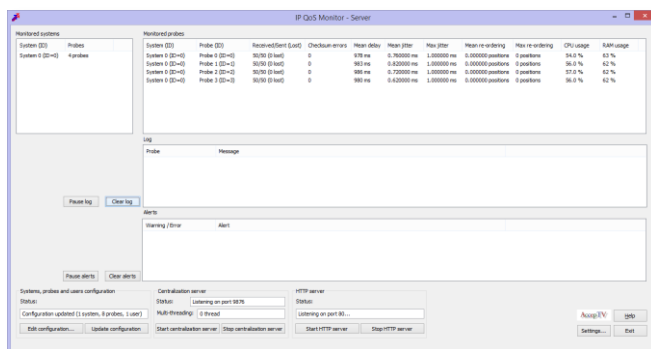 IP QoS Monitor - Server
Monitored systems
System (ID) Probes
System 0 (ID=0) 4 probes
Monitored probes
System (ID) Probe (ID) Received/Sent (Lost) Checksum errors Mean delay Mean jitter Max jitter Mean re-ordering Max re-ordering CPU usage RAM usage
System 0 (ID=0) Probe 0 (ID=0) 50/50 (0 lost) 0 978 ms 0.760000 ms 1.000000 ms 0.000000 positions 0 positions 54.0 % 63 %
System 0 (ID=0) Probe 1 (ID=1) 50/50 (0 lost) 0 983 ms 0.820000 ms 1.000000 ms 0.000000 positions 0 positions 56.0 % 62 %
System 0 (ID=0) Probe 2 (ID=2) 50/50 (0 lost) 0 986 ms 0.720000 ms 1.000000 ms 0.000000 positions 0 positions 57.0 % 62 %
System 0 (ID=0) Probe 3 (ID=3) 50/50 (0 lost) 0 980 ms 0.620000 ms 1.000000 ms 0.000000 positions 0 positions 56.0 % 62 %
Log
Probe Message
Pause log Clear log
Alerts
Warning / Error Alert
Pause alerts Clear alerts
Systems, probes and users configuration Centralization server HTTP server
Status: Status: Listening on port 9876 Status:
Configuration updated (1 system, 8 probes, 1 user) Multi-threading: 0 thread Listening on port 80...
Edit configuration... Update configuration Start centralization server Stop centralization server Start HTTP server Stop HTTP server
Help
Settings... Exit